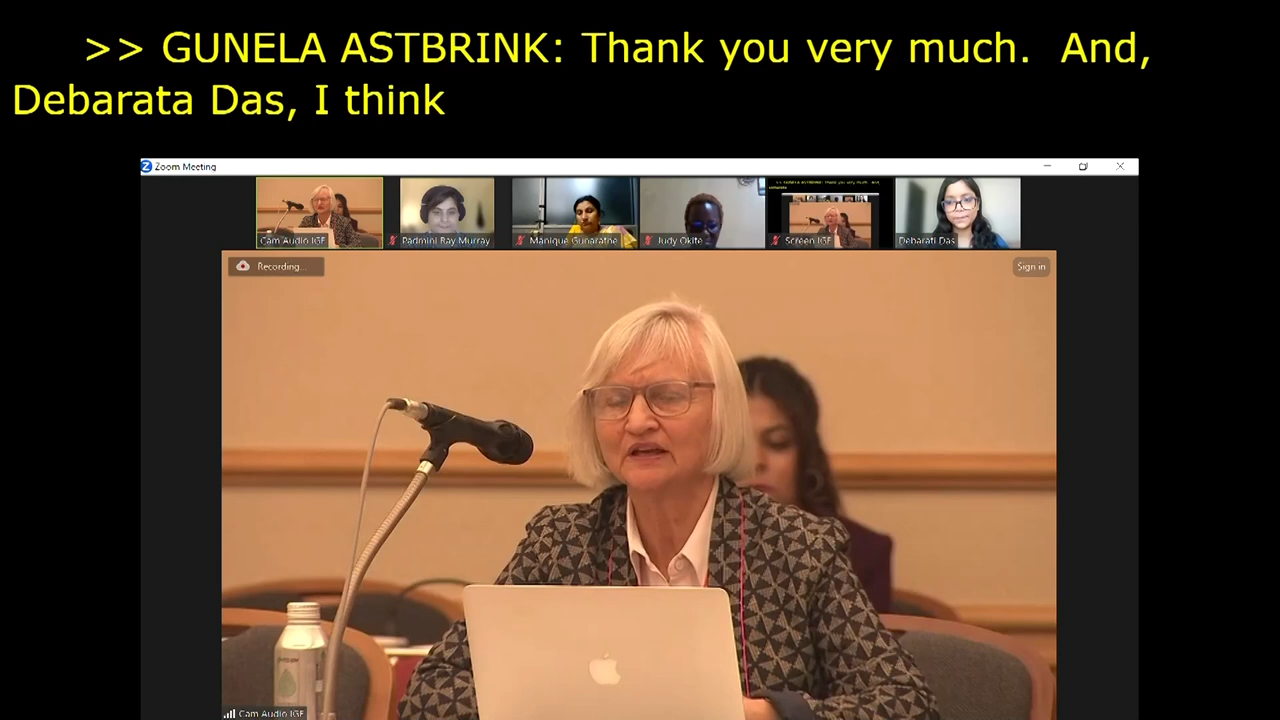 >> GUNELA ASTBRINK: Thank you very much.  And,
Debarata Das, I think
Zoom Meeting
Cam Audio IGF
Padmini Ray Murray
Manique Gunaratne
Judy Okite
Screen IGF
Debarati Das
Recording...
Sign in
Cam Audio IGF